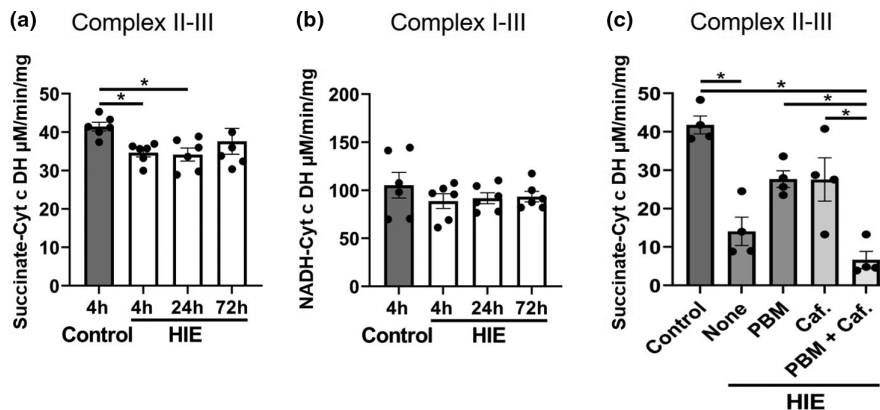 (a) Complex II-III
Succinate-Cyt c DH µM/min/mg
50
40
30
20
10
0
4h 4h 24h 72h
Control HIE
*
*
(b) Complex I-III
NADH-Cyt c DH µM/min/mg
200
150
100
50
0
4h 4h 24h 72h
Control HIE
(c) Complex II-III
Succinate-Cyt c DH µM/min/mg
50
40
30
20
10
0
*
*
*
*
Control
None
PBM
Caf.
PBM + Caf.
HIE